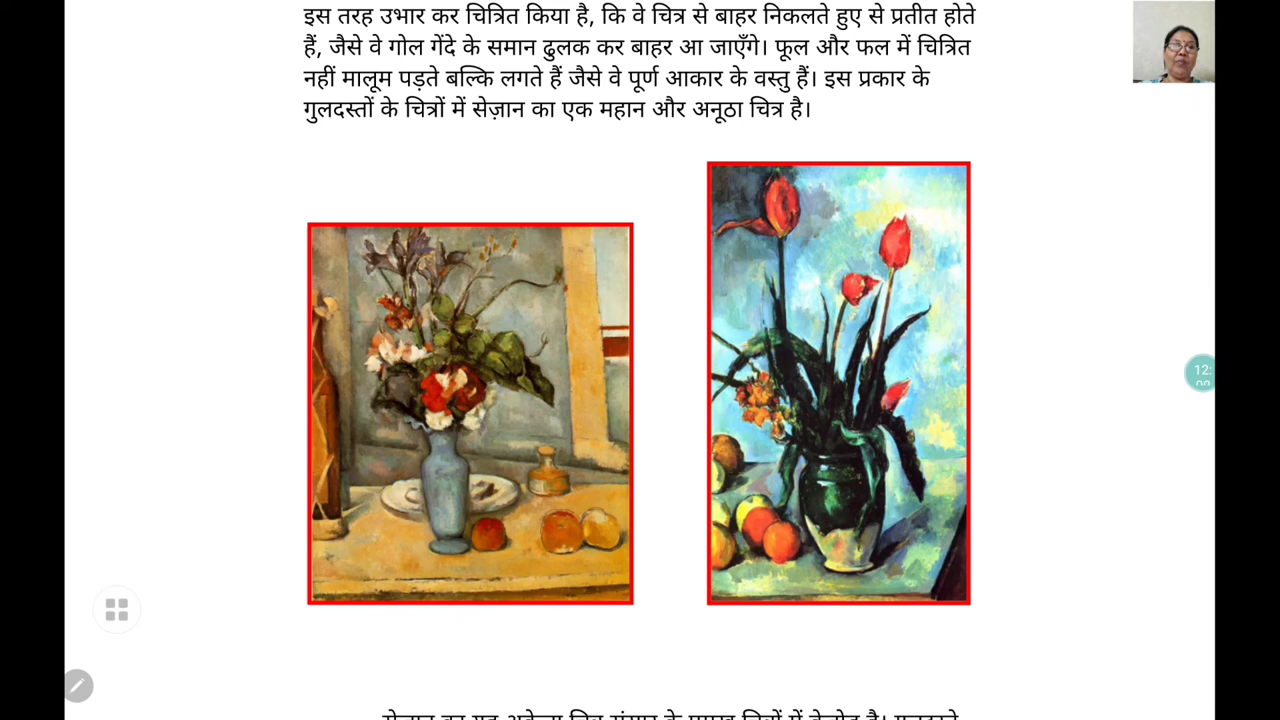 इस तरह उभार कर चित्रित किया है, कि वे चित्र से बाहर निकलते हुए से प्रतीत होते
हैं, जैसे वे गोल गेंदे के समान ढुलक कर बाहर आ जाएँगे। फूल और फल में चित्रित
नहीं मालूम पड़ते बल्कि लगते हैं जैसे वे पूर्ण आकार के वस्तु हैं। इस प्रकार के
गुलदस्तों के चित्रों में सेज़ान का एक महान और अनूठा चित्र है।
12: